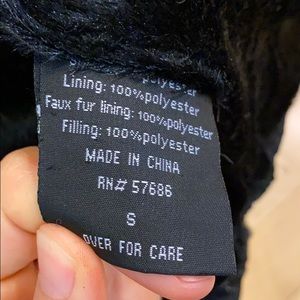 polyester
Lining: 100%polyester
Faux fur lining: 100%polyester
Filling: 100%polyester
MADE IN CHINA
RN# 57686
S
OVER FOR CARE